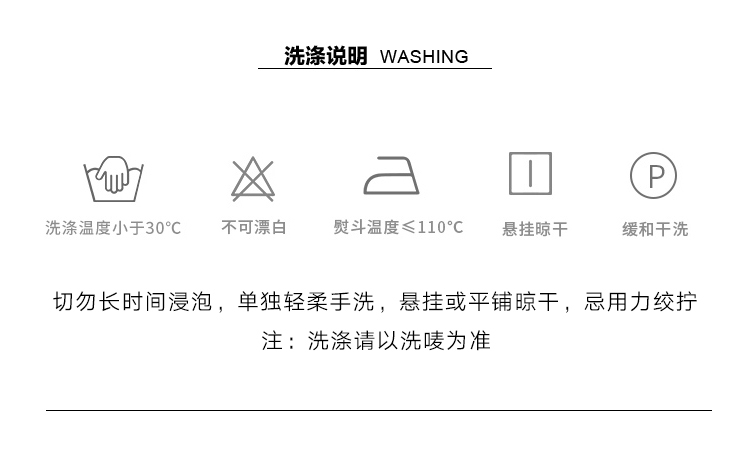 洗涤说明 WASHING
P
洗涤温度小于30℃ 不可漂白 熨斗温度≤110℃ 悬挂晾干 缓和干洗
切勿长时间浸泡，单独轻柔手洗，悬挂或平铺晾干，忌用力绞拧
注：洗涤请以洗唛为准